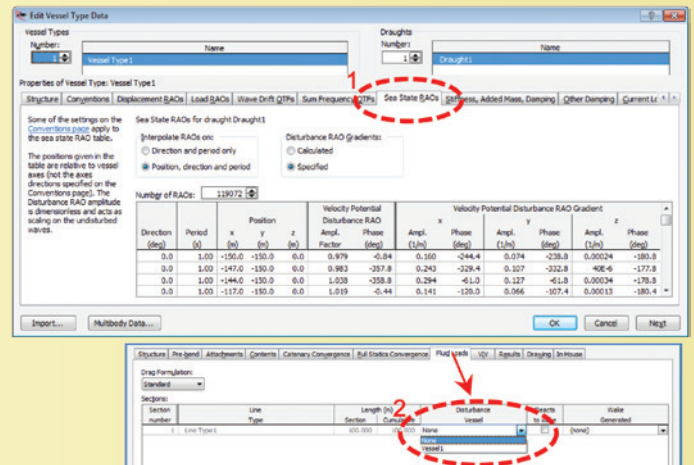 Edit Vessel Type Data
Vessel Types
Number:
Name
1
Vessel Type1
Draughts
Number:
Name
1
Draught1
Properties of Vessel Type: Vessel Type1
1
Structure Conventions Displacement RAOs Load RAOs Wave Drift QTFs Sum Frequency QTFs Sea State RAOs Stiffness, Added Mass, Damping Other Damping Current Lo
Some of the settings on the
Conventions page apply to
the sea state RAO table.
The positions given in the
table are relative to vessel
axes (not the axes
directions specified on the
Conventions page). The
Disturbance RAO amplitude
is dimensionless and acts as
scaling on the undisturbed
waves.
Sea State RAOs for draught Draught1
Interpolate RAOs on:
Direction and period only
Position, direction and period
Disturbance RAO Gradients:
Calculated
Specified
Number of RAOs: 119072
Velocity Potential Velocity Potential Disturbance RAO Gradient
Position Disturbance RAO x y z
Direction Period x y z Ampl. Phase Ampl. Phase Ampl. Phase Ampl. Phase
(deg) (s) (m) (m) (m) Factor (deg) (1/m) (deg) (1/m) (deg) (1/m) (deg)
0.0 1.00 -150.0 -150.0 0.0 0.979 -0.84 0.160 -244.4 0.074 -238.8 0.00024 -180.8
0.0 1.00 -147.0 -150.0 0.0 0.983 -357.8 0.243 -329.4 0.107 -332.8 40E-6 -177.8
0.0 1.00 -144.0 -150.0 0.0 1.038 -358.8 0.294 -61.0 0.127 -61.8 0.00034 -178.8
0.0 1.00 -117.0 -150.0 0.0 1.019 -0.44 0.141 -120.0 0.066 -107.4 0.00013 -180.4
Import... Multibody Data... OK Cancel Next
Structure Pre-bend Attachments Contents Catenary Convergence Full Statics Convergence Fluid Loads VIV Results Drawing In House
Drag Formulation:
Standard
Sections:
2
Section Line Length (m) Disturbance Reacts Wake
number Type Section Cumulative Vessel to Generated
1 Line Type1 100.000 100.000 None (none)
None
Vessel1